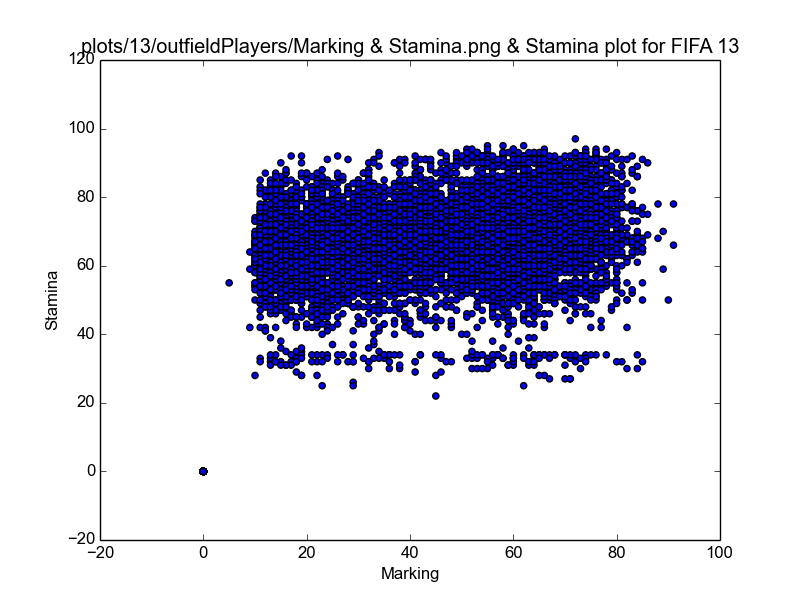 plots/13/outfieldPlayers/Marking & Stamina.png & Stamina plot for FIFA 13
120
100
80
60
40
20
0
−20
Stamina
−20 0 20 40 60 80 100
Marking